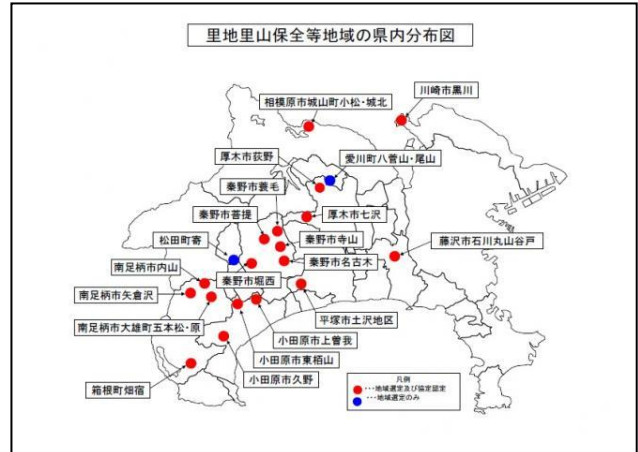 里地里山保全等地域の県内分布図
川崎市黒川
相模原市城山町小松・城北
厚木市荻野
愛川町八菅山・尾山
秦野市蓑毛
秦野市菩提
厚木市七沢
松田町寄
秦野市寺山
藤沢市石川丸山谷戸
南足柄市内山
秦野市名古木
秦野市堀西
南足柄市矢倉沢
平塚市土沢地区
南足柄市大雄町五本松・原
小田原市上曽我
小田原市東栢山
箱根町畑宿
小田原市久野
凡例
・・・地域選定及び協定認定
・・・地域選定のみ